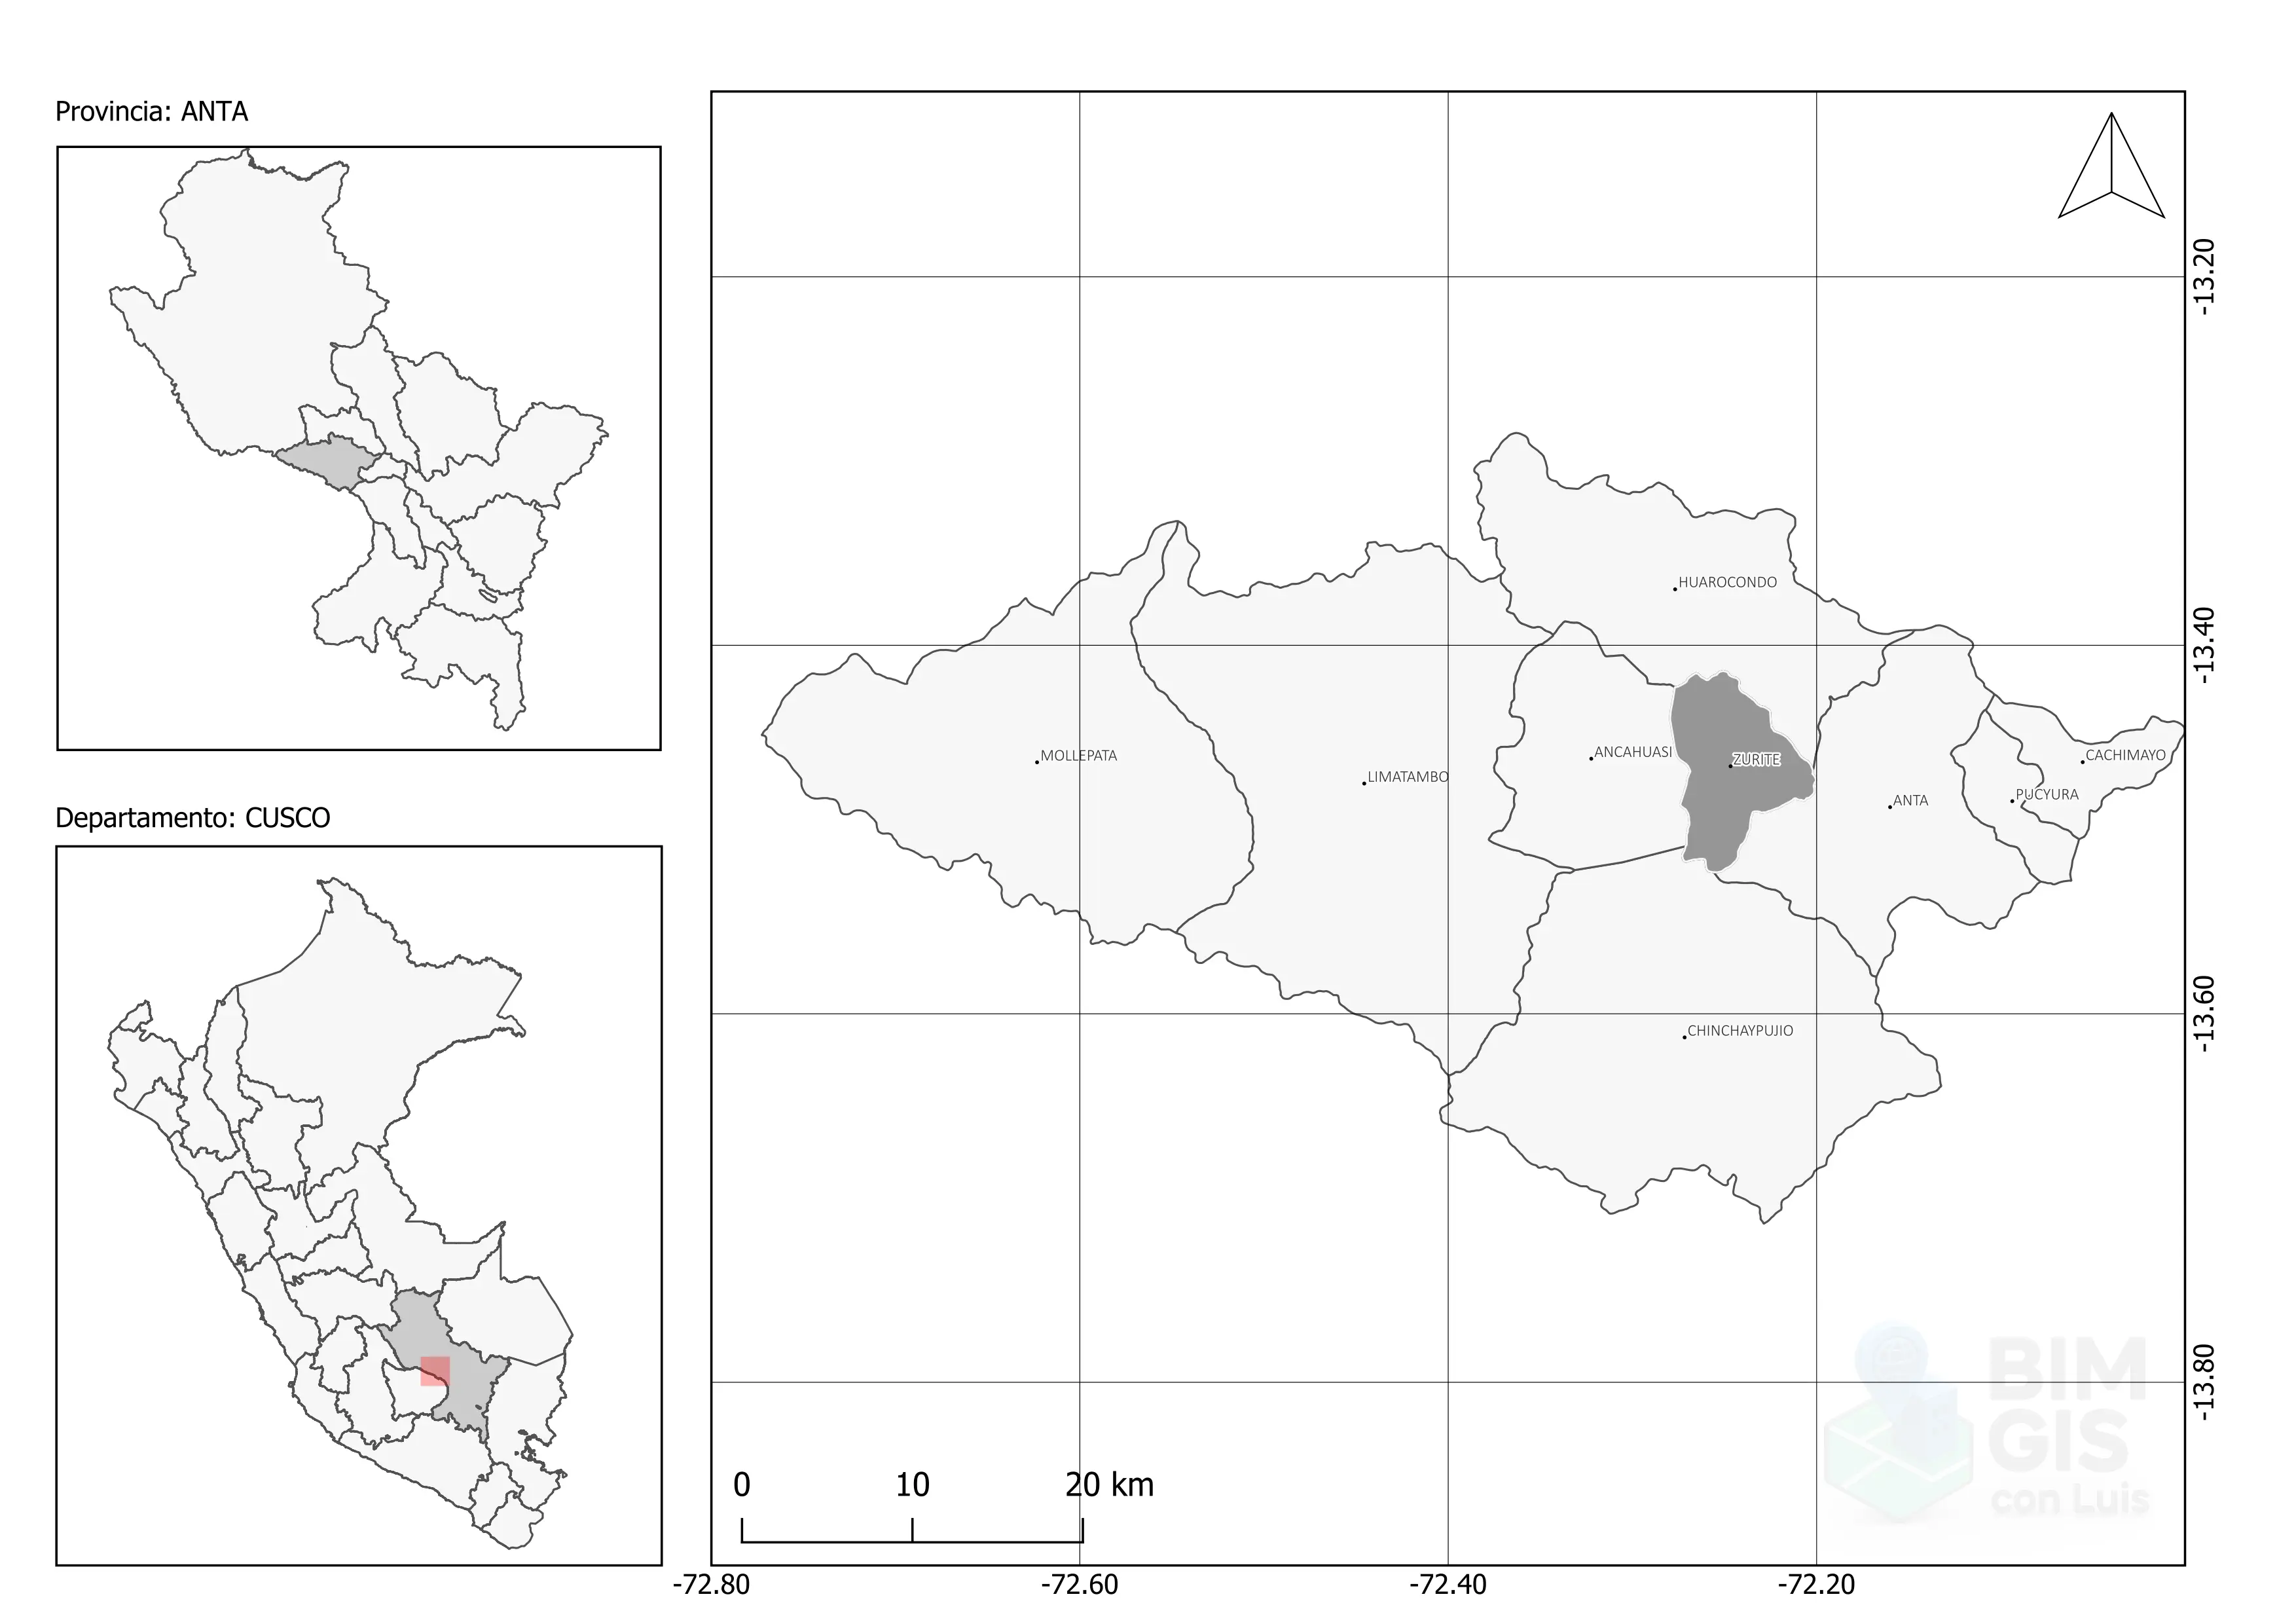 Provincia: ANTA
Departamento: CUSCO
-13.20
HUAROCONDO
-13.40
MOLLEPATA
LIMATAMBO
ANCAHUASI
ZURITE
ANTA
PUCYURA
CACHIMAYO
-13.60
CHINCHAYPUJIO
-13.80
BIM
GIS
con Luis
0 10 20 km
-72.80 -72.60 -72.40 -72.20